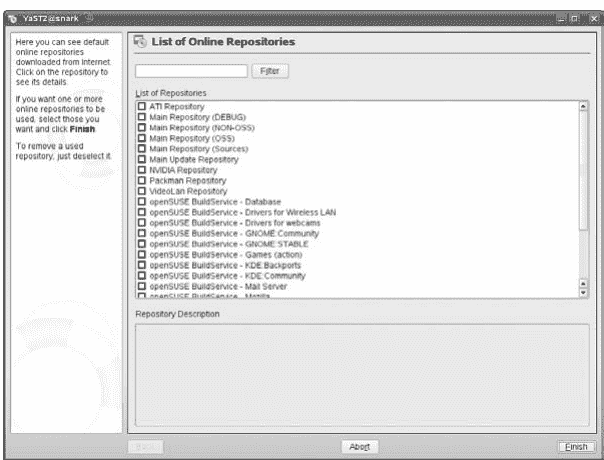 YaST2@snark
Here you can see default
online repositories
downloaded from Internet.
Click on the repository to
see its details.
If you want one or more
online repositories to be
used, select those you
want and click Finish.
To remove a used
repository, just deselect it.
List of Online Repositories
Filter
List of Repositories
ATI Repository
Main Repository (DEBUG)
Main Repository (NON-OSS)
Main Repository (OSS)
Main Repository (Sources)
Main Update Repository
NVIDIA Repository
Packman Repository
VideoLan Repository
openSUSE BuildService - Database
openSUSE BuildService - Drivers for Wireless LAN
openSUSE BuildService - Drivers for webcams
openSUSE BuildService - GNOME Community
openSUSE BuildService - GNOME STABLE
openSUSE BuildService - Games (action)
openSUSE BuildService - KDE:Backports
openSUSE BuildService - KDE:Community
openSUSE BuildService - Mail Server
openSUSE BuildService - Mozilla
Repository Description
Back
Abort
Finish